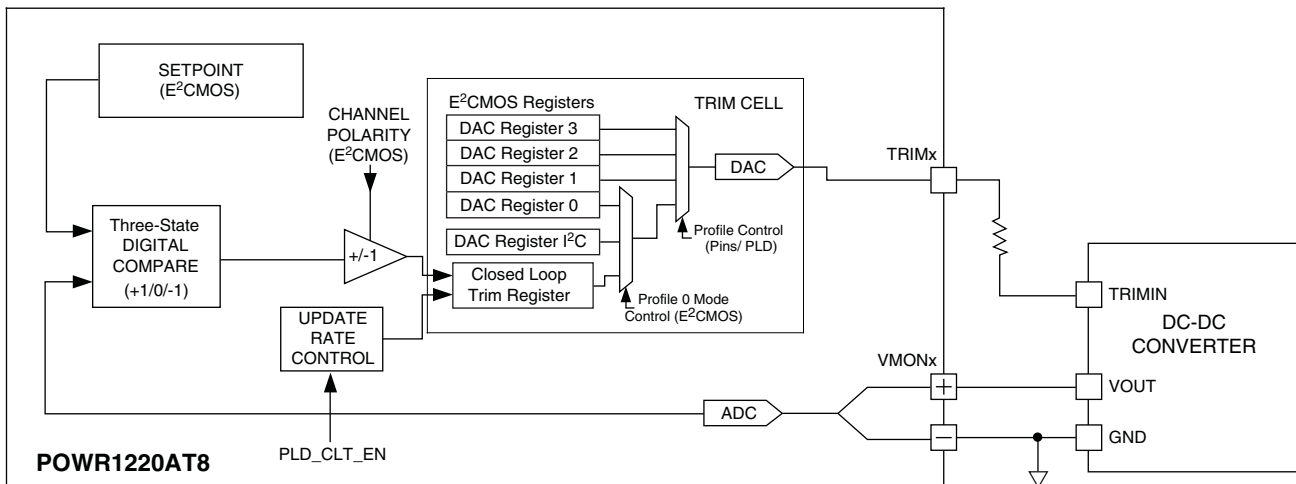 SETPOINT
(E²CMOS)
CHANNEL
POLARITY
(E²CMOS)
E²CMOS Registers
TRIM CELL
DAC Register 3
DAC Register 2
DAC Register 1
DAC Register 0
DAC Register I²C
Closed Loop
Trim Register
DAC
Profile Control
(Pins/ PLD)
Profile 0 Mode
Control (E²CMOS)
TRIMx
Three-State
DIGITAL
COMPARE
(+1/0/-1)
+/-1
UPDATE
RATE
CONTROL
PLD_CLT_EN
ADC
VMONx
+
–
TRIMIN
DC-DC
CONVERTER
VOUT
GND
POWR1220AT8